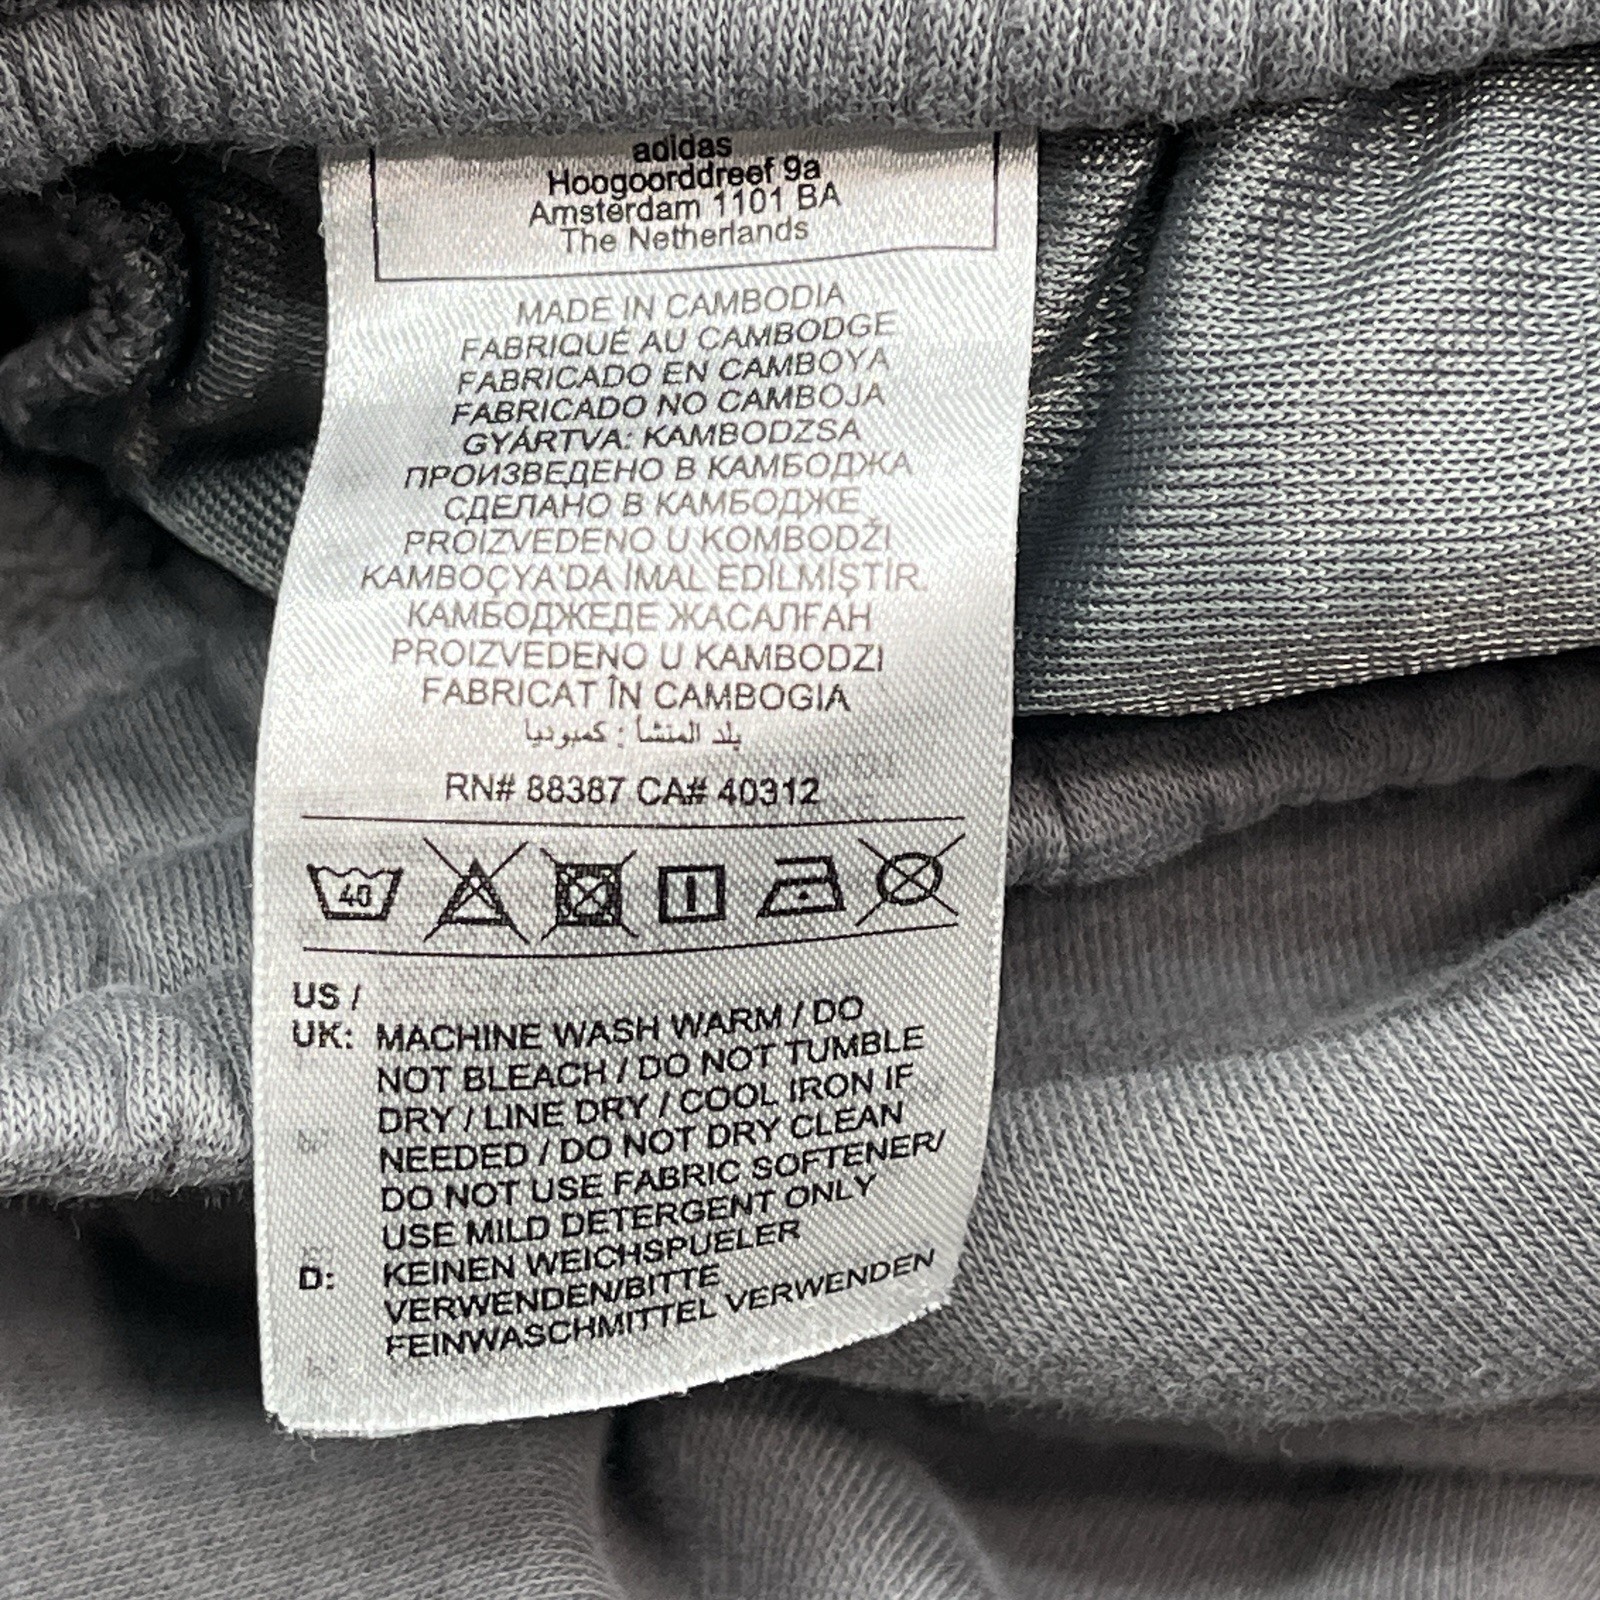 adidas
Hoogoorddreef 9a
Amsterdam 1101 BA
The Netherlands
MADE IN CAMBODIA
FABRIQUÉ AU CAMBODGE
FABRICADO EN CAMBOYA
FABRICADO NO CAMBOJA
GYÁRTVA: KAMBODZSA
ПРОИЗВЕДЕНО В КАМБОДЖА
СДЕЛАНО В КАМБОДЖЕ
PROIZVEDENO U KOMBODŽI
KAMBOÇYA'DA İMAL EDİLMİŞTİR.
КАМБОДЖЕДЕ ЖАСАЛҒАН
PROIZVEDENO U KAMBODZI
FABRICAT ÎN CAMBOGIA
بلد المنشأ : كمبوديا
RN# 88387 CA# 40312
40
US /
UK: MACHINE WASH WARM / DO
NOT BLEACH / DO NOT TUMBLE
DRY / LINE DRY / COOL IRON IF
NEEDED / DO NOT DRY CLEAN
DO NOT USE FABRIC SOFTENER/
USE MILD DETERGENT ONLY
D: KEINEN WEICHSPUELER
VERWENDEN/BITTE
FEINWASCHMITTEL VERWENDEN